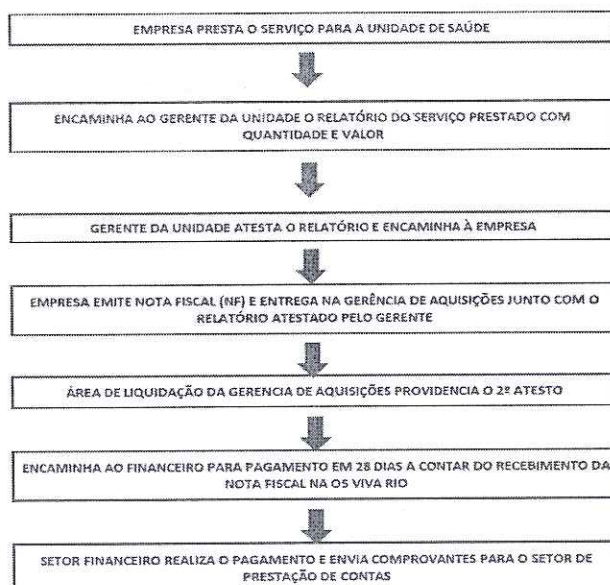 EMPRESA PRESTA O SERVIÇO PARA A UNIDADE DE SAÚDE
ENCAMINHA AO GERENTE DA UNIDADE O RELATÓRIO DO SERVIÇO PRESTADO COM
QUANTIDADE E VALOR
GERENTE DA UNIDADE ATESTA O RELATÓRIO E ENCAMINHA À EMPRESA
EMPRESA EMITE NOTA FISCAL (NF) E ENTREGA NA GERÊNCIA DE AQUISIÇÕES JUNTO COM O
RELATÓRIO ATESTADO PELO GERENTE
ÁREA DE LIQUIDAÇÃO DA GERENCIA DE AQUISIÇÕES PROVIDENCIA O 2º ATESTO
ENCAMINHA AO FINANCEIRO PARA PAGAMENTO EM 28 DIAS A CONTAR DO RECEBIMENTO DA
NOTA FISCAL NA OS VIVA RIO
SETOR FINANCEIRO REALIZA O PAGAMENTO E ENVIA COMPROVANTES PARA O SETOR DE
PRESTAÇÃO DE CONTAS